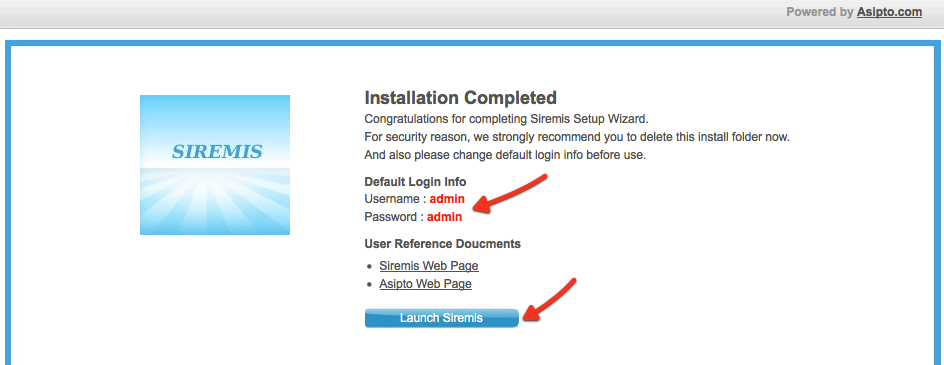 Powered by Asipto.com
SIREMIS
Installation Completed
Congratulations for completing Siremis Setup Wizard.
For security reason, we strongly recommend you to delete this install folder now.
And also please change default login info before use.
Default Login Info
Username : admin
Password : admin
User Reference Doucments
Siremis Web Page
Asipto Web Page
Launch Siremis